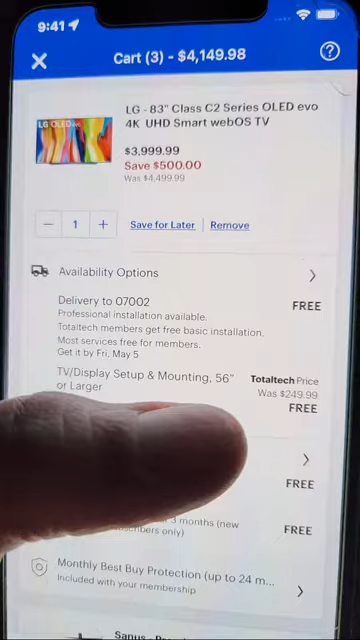 9:41
Cart (3) - $4,149.98
LG OLED evo
LG - 83" Class C2 Series OLED evo
4K UHD Smart webOS TV
$3,999.99
Save $500.00
Was $4,499.99
1
Save for Later
Remove
Availability Options
Delivery to 07002
FREE
Professional installation available.
Totaltech members get free basic installation.
Most services free for members.
Get it by Fri, May 5
TV/Display Setup & Mounting, 56"
or Larger
Totaltech Price
Was $249.99
FREE
FREE
3 months (new
only)
FREE
Monthly Best Buy Protection (up to 24 m...
Included with your membership
Sanus